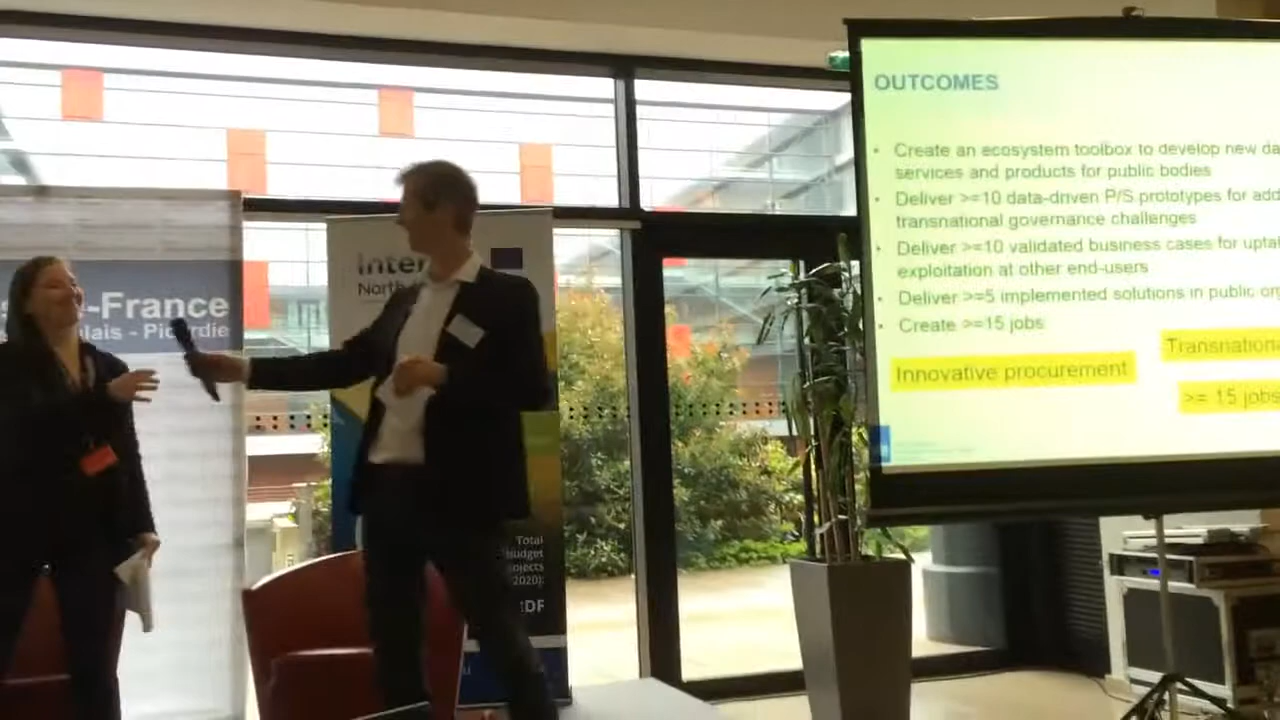 -France
alais - Picardie
Inter
North
Total
budget
ojects
2020):
DF
OUTCOMES
• Create an ecosystem toolbox to develop new da
services and products for public bodies
• Deliver >=10 data-driven P/S prototypes for add
transnational governance challenges
• Deliver >=10 validated business cases for upta
exploitation at other end-users
• Deliver >=5 implemented solutions in public or
• Create >=15 jobs
Transnationa
Innovative procurement
>= 15 jobs